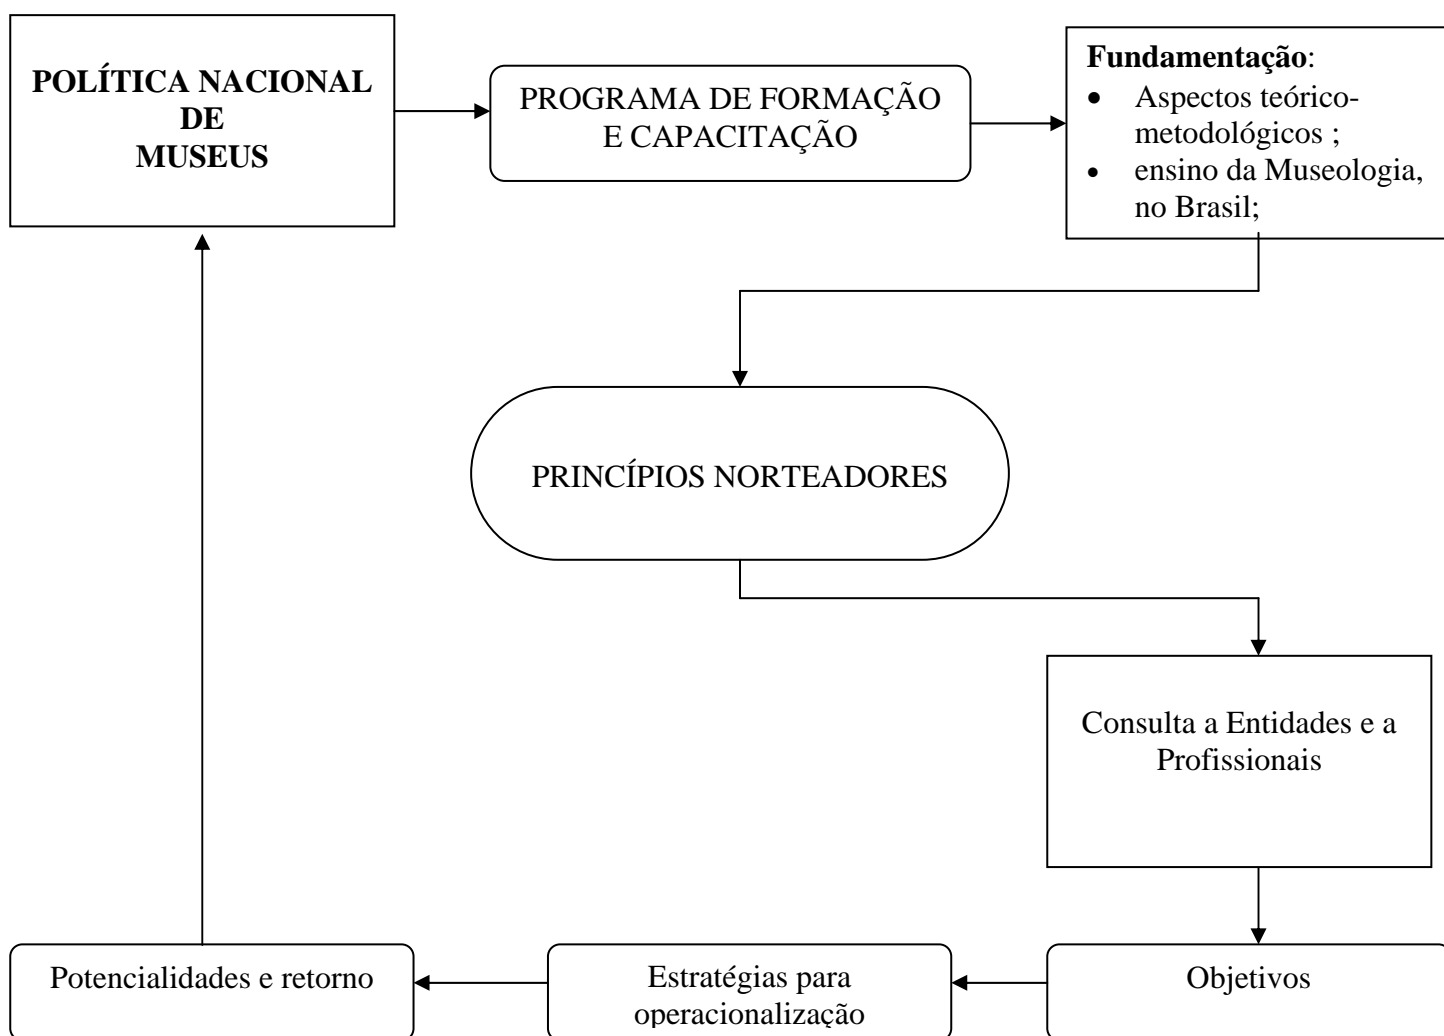 POLÍTICA NACIONAL
DE
MUSEUS
PROGRAMA DE FORMAÇÃO
E CAPACITAÇÃO
Fundamentação:
• Aspectos teórico-
metodológicos ;
• ensino da Museologia,
no Brasil;
PRINCÍPIOS NORTEADORES
Consulta a Entidades e a
Profissionais
Objetivos
Estratégias para
operacionalização
Potencialidades e retorno